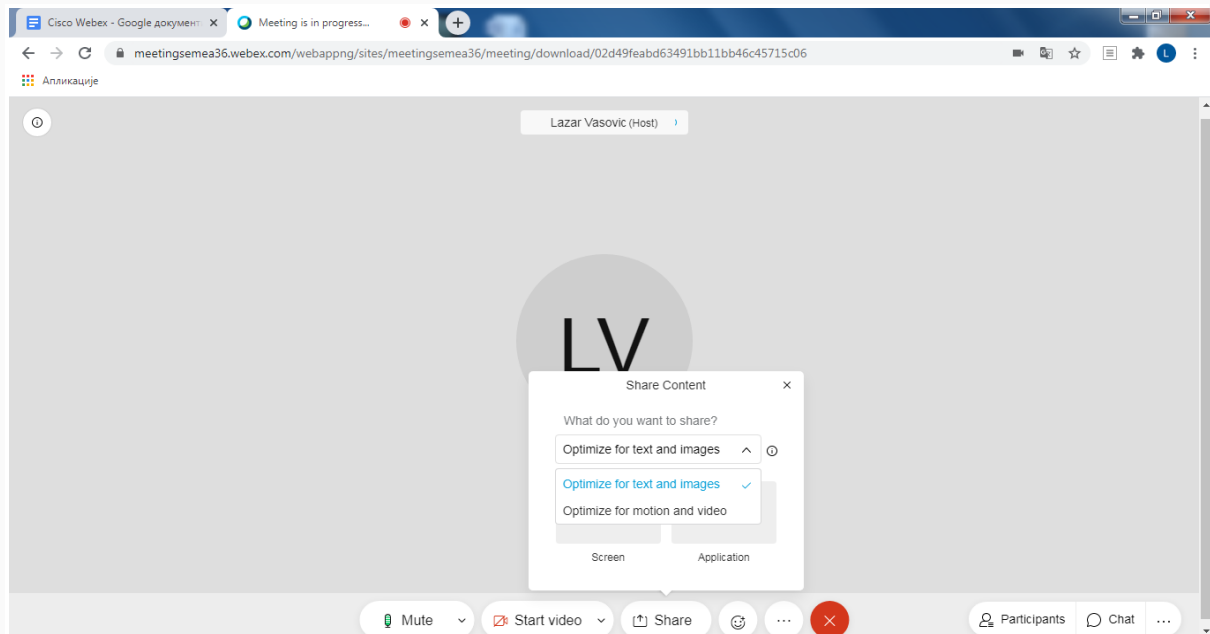 Cisco Webex - Google документ
Meeting is in progress...
meetingsemea36.webex.com/webappng/sites/meetingsemea36/meeting/download/02d49feabd63491bb11bb46c45715c06
L
Апликације
Lazar Vasovic (Host)
LV
Share Content
What do you want to share?
Optimize for text and images
Optimize for text and images
Optimize for motion and video
Screen Application
Mute Start video Share Participants Chat